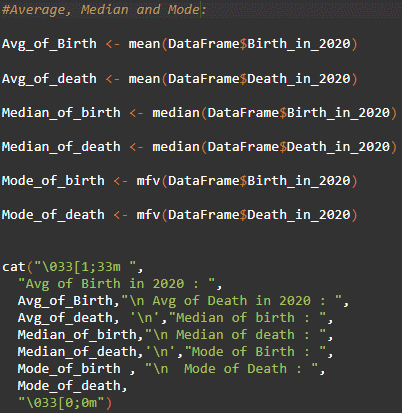 #Average, Median and Mode:
Avg_of_Birth <- mean(DataFrame$Birth_in_2020)
Avg_of_death <- mean(DataFrame$Death_in_2020)
Median_of_birth <- median(DataFrame$Birth_in_2020)
Median_of_death <- median(DataFrame$Death_in_2020)
Mode_of_birth <- mfv(DataFrame$Birth_in_2020)
Mode_of_death <- mfv(DataFrame$Death_in_2020)
cat("\033[1;33m ",
"Avg of Birth in 2020 : ",
Avg_of_Birth,"\n Avg of Death in 2020 : ",
Avg_of_death, '\n',"Median of birth : ",
Median_of_birth,"\n Median of death : ",
Median_of_death,'\n',"Mode of Birth : ",
Mode_of_birth , "\n  Mode of Death : ",
Mode_of_death,
"\033[0;0m")